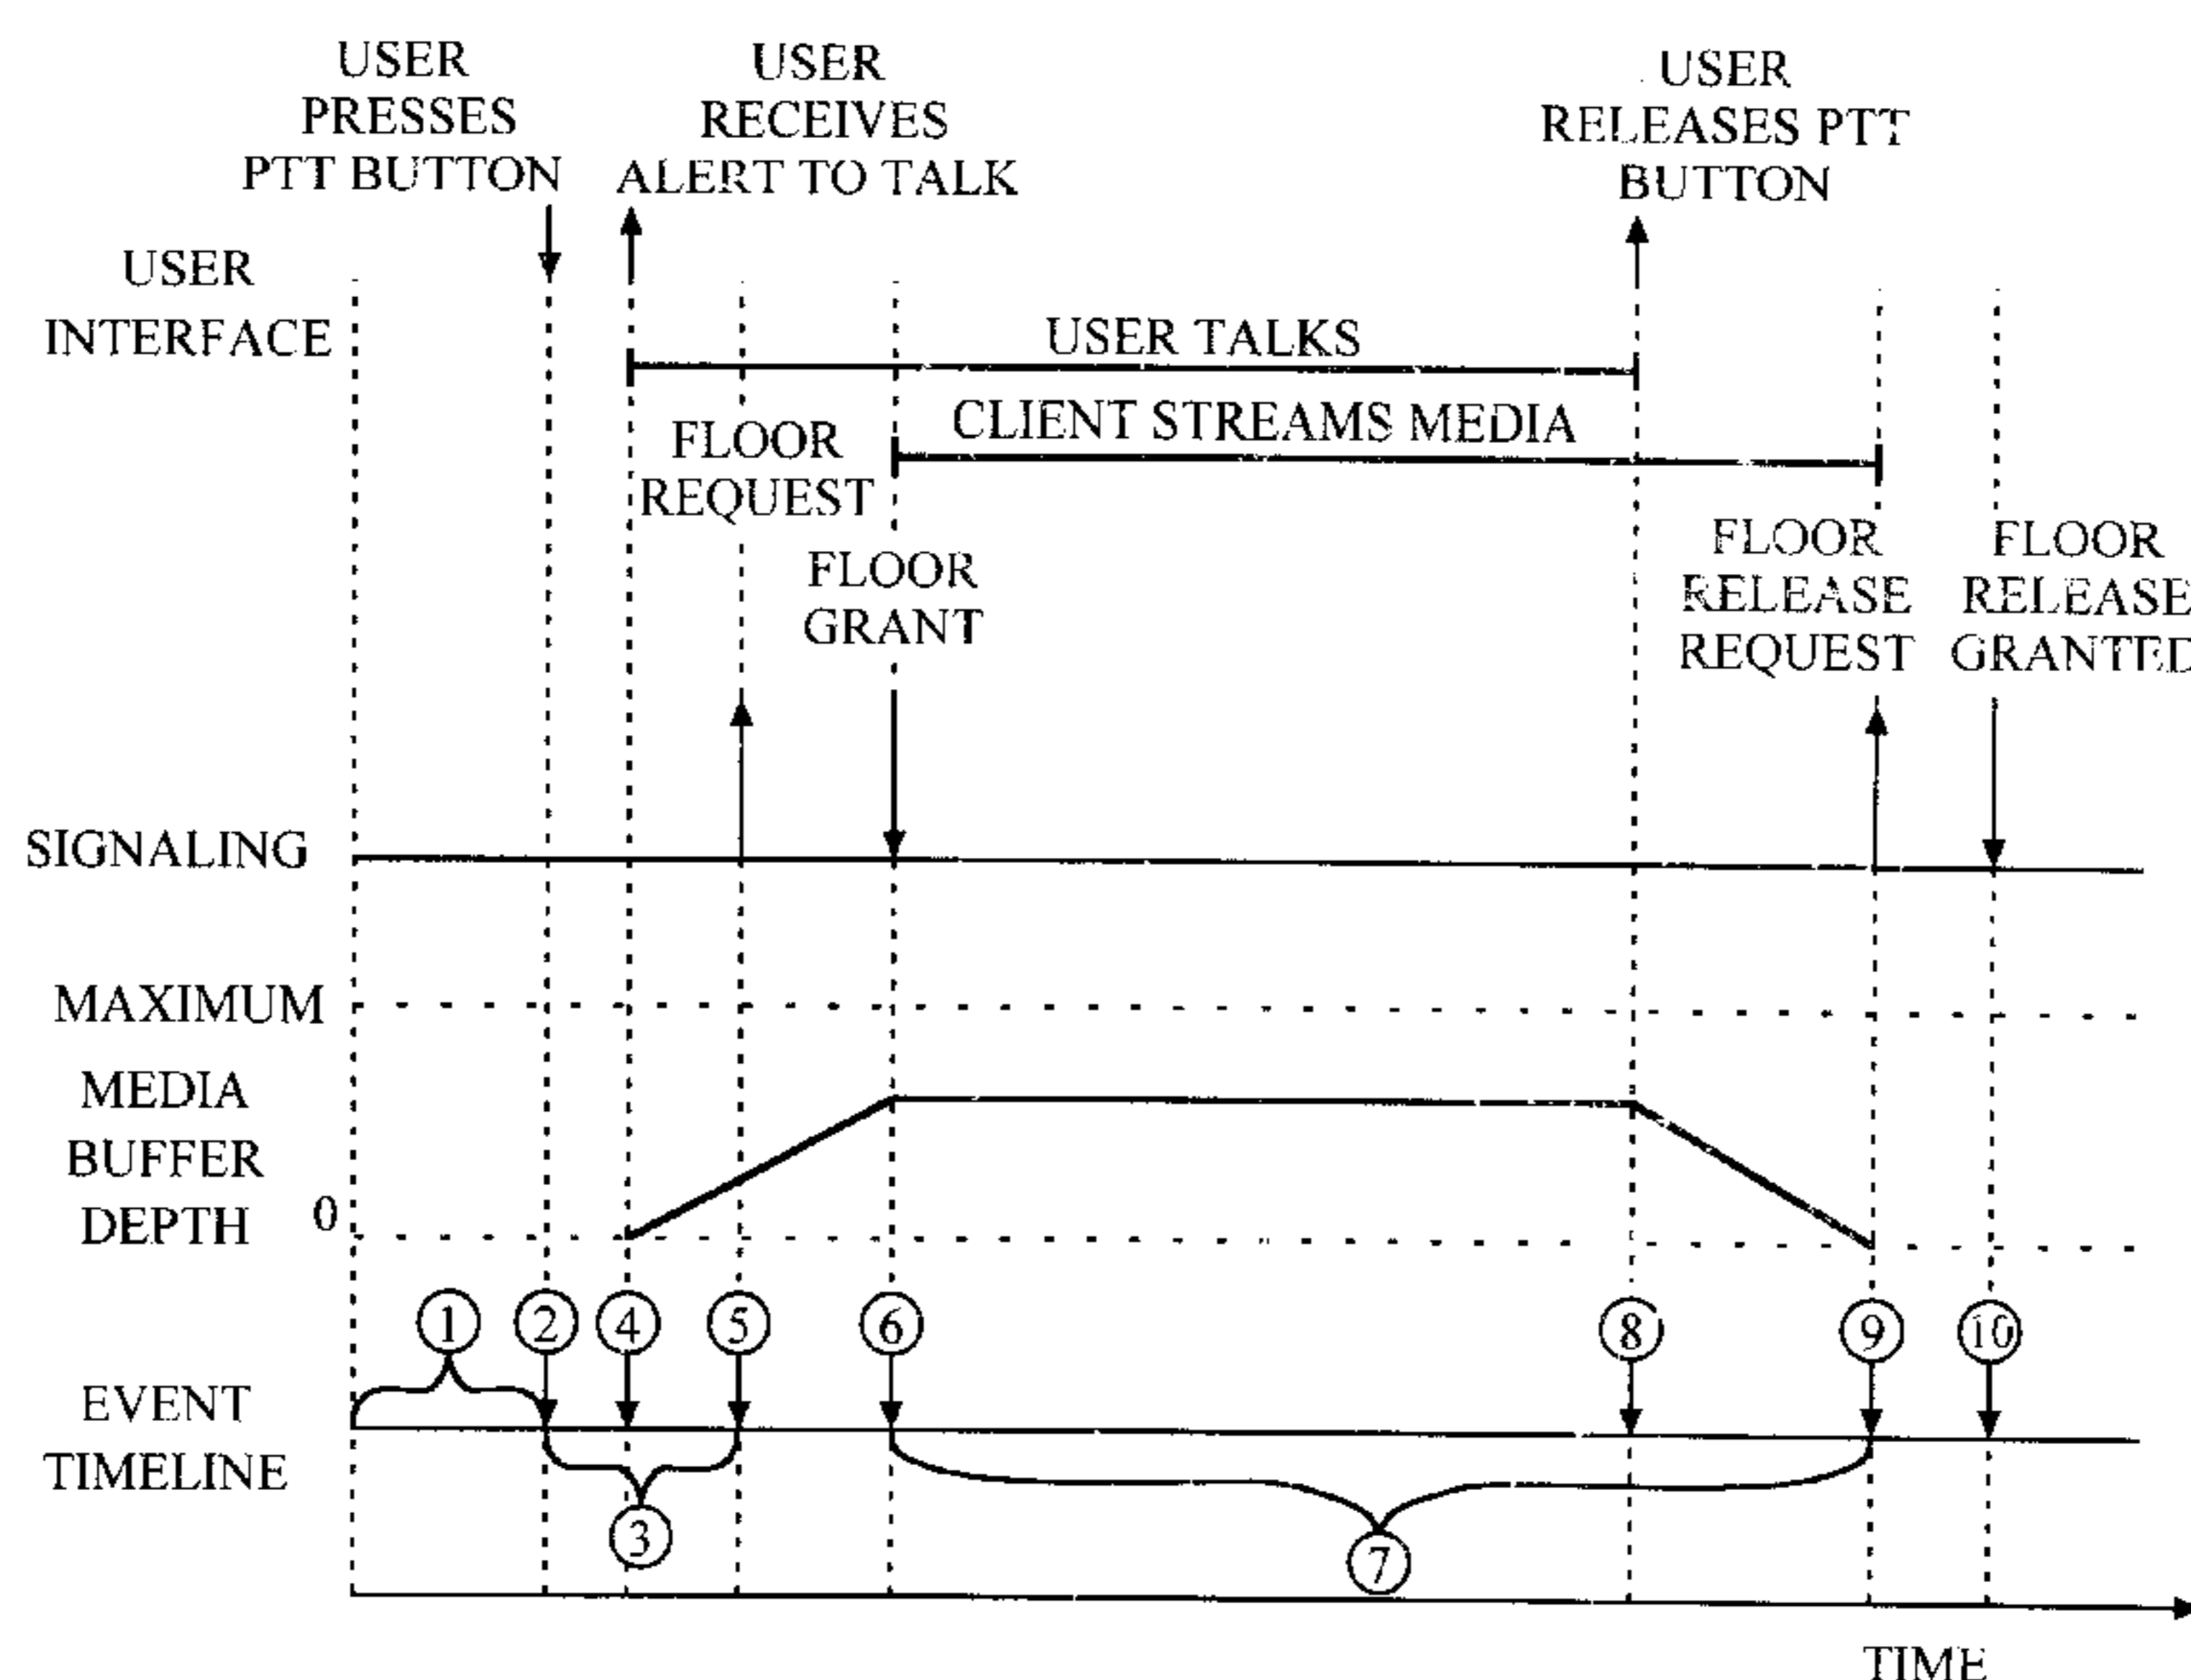 USER
PRESSES
PTT BUTTON
USER
RECEIVES
ALERT TO TALK
USER
RELEASES PTT
BUTTON
USER
INTERFACE
USER TALKS
CLIENT STREAMS MEDIA
FLOOR
REQUEST
FLOOR
GRANT
FLOOR
RELEASE
REQUEST
FLOOR
RELEASE
GRANTED
SIGNALING
MAXIMUM
MEDIA
BUFFER
DEPTH
0
1 2 4 5 6 8 9 10
EVENT
TIMELINE
3
7
TIME